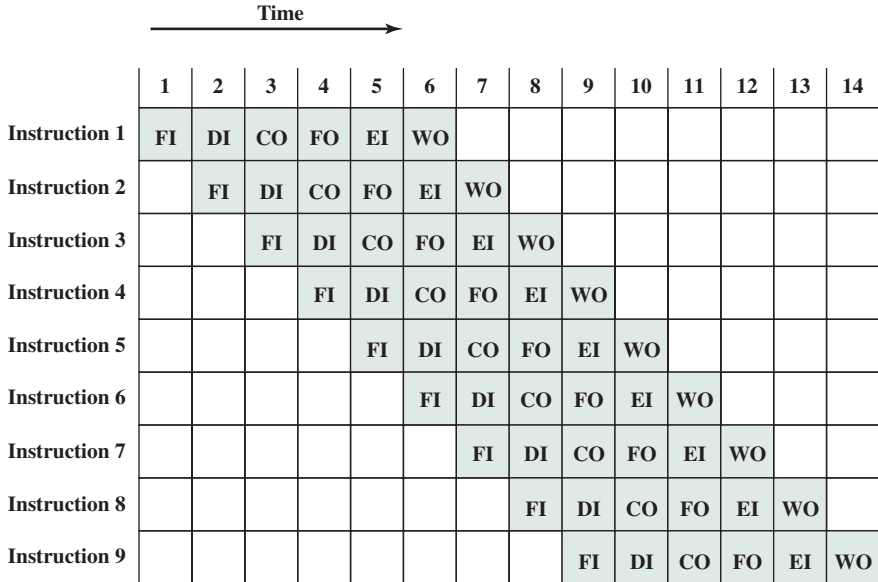 Time
1 2 3 4 5 6 7 8 9 10 11 12 13 14
Instruction 1 FI DI CO FO EI WO
Instruction 2 FI DI CO FO EI WO
Instruction 3 FI DI CO FO EI WO
Instruction 4 FI DI CO FO EI WO
Instruction 5 FI DI CO FO EI WO
Instruction 6 FI DI CO FO EI WO
Instruction 7 FI DI CO FO EI WO
Instruction 8 FI DI CO FO EI WO
Instruction 9 FI DI CO FO EI WO